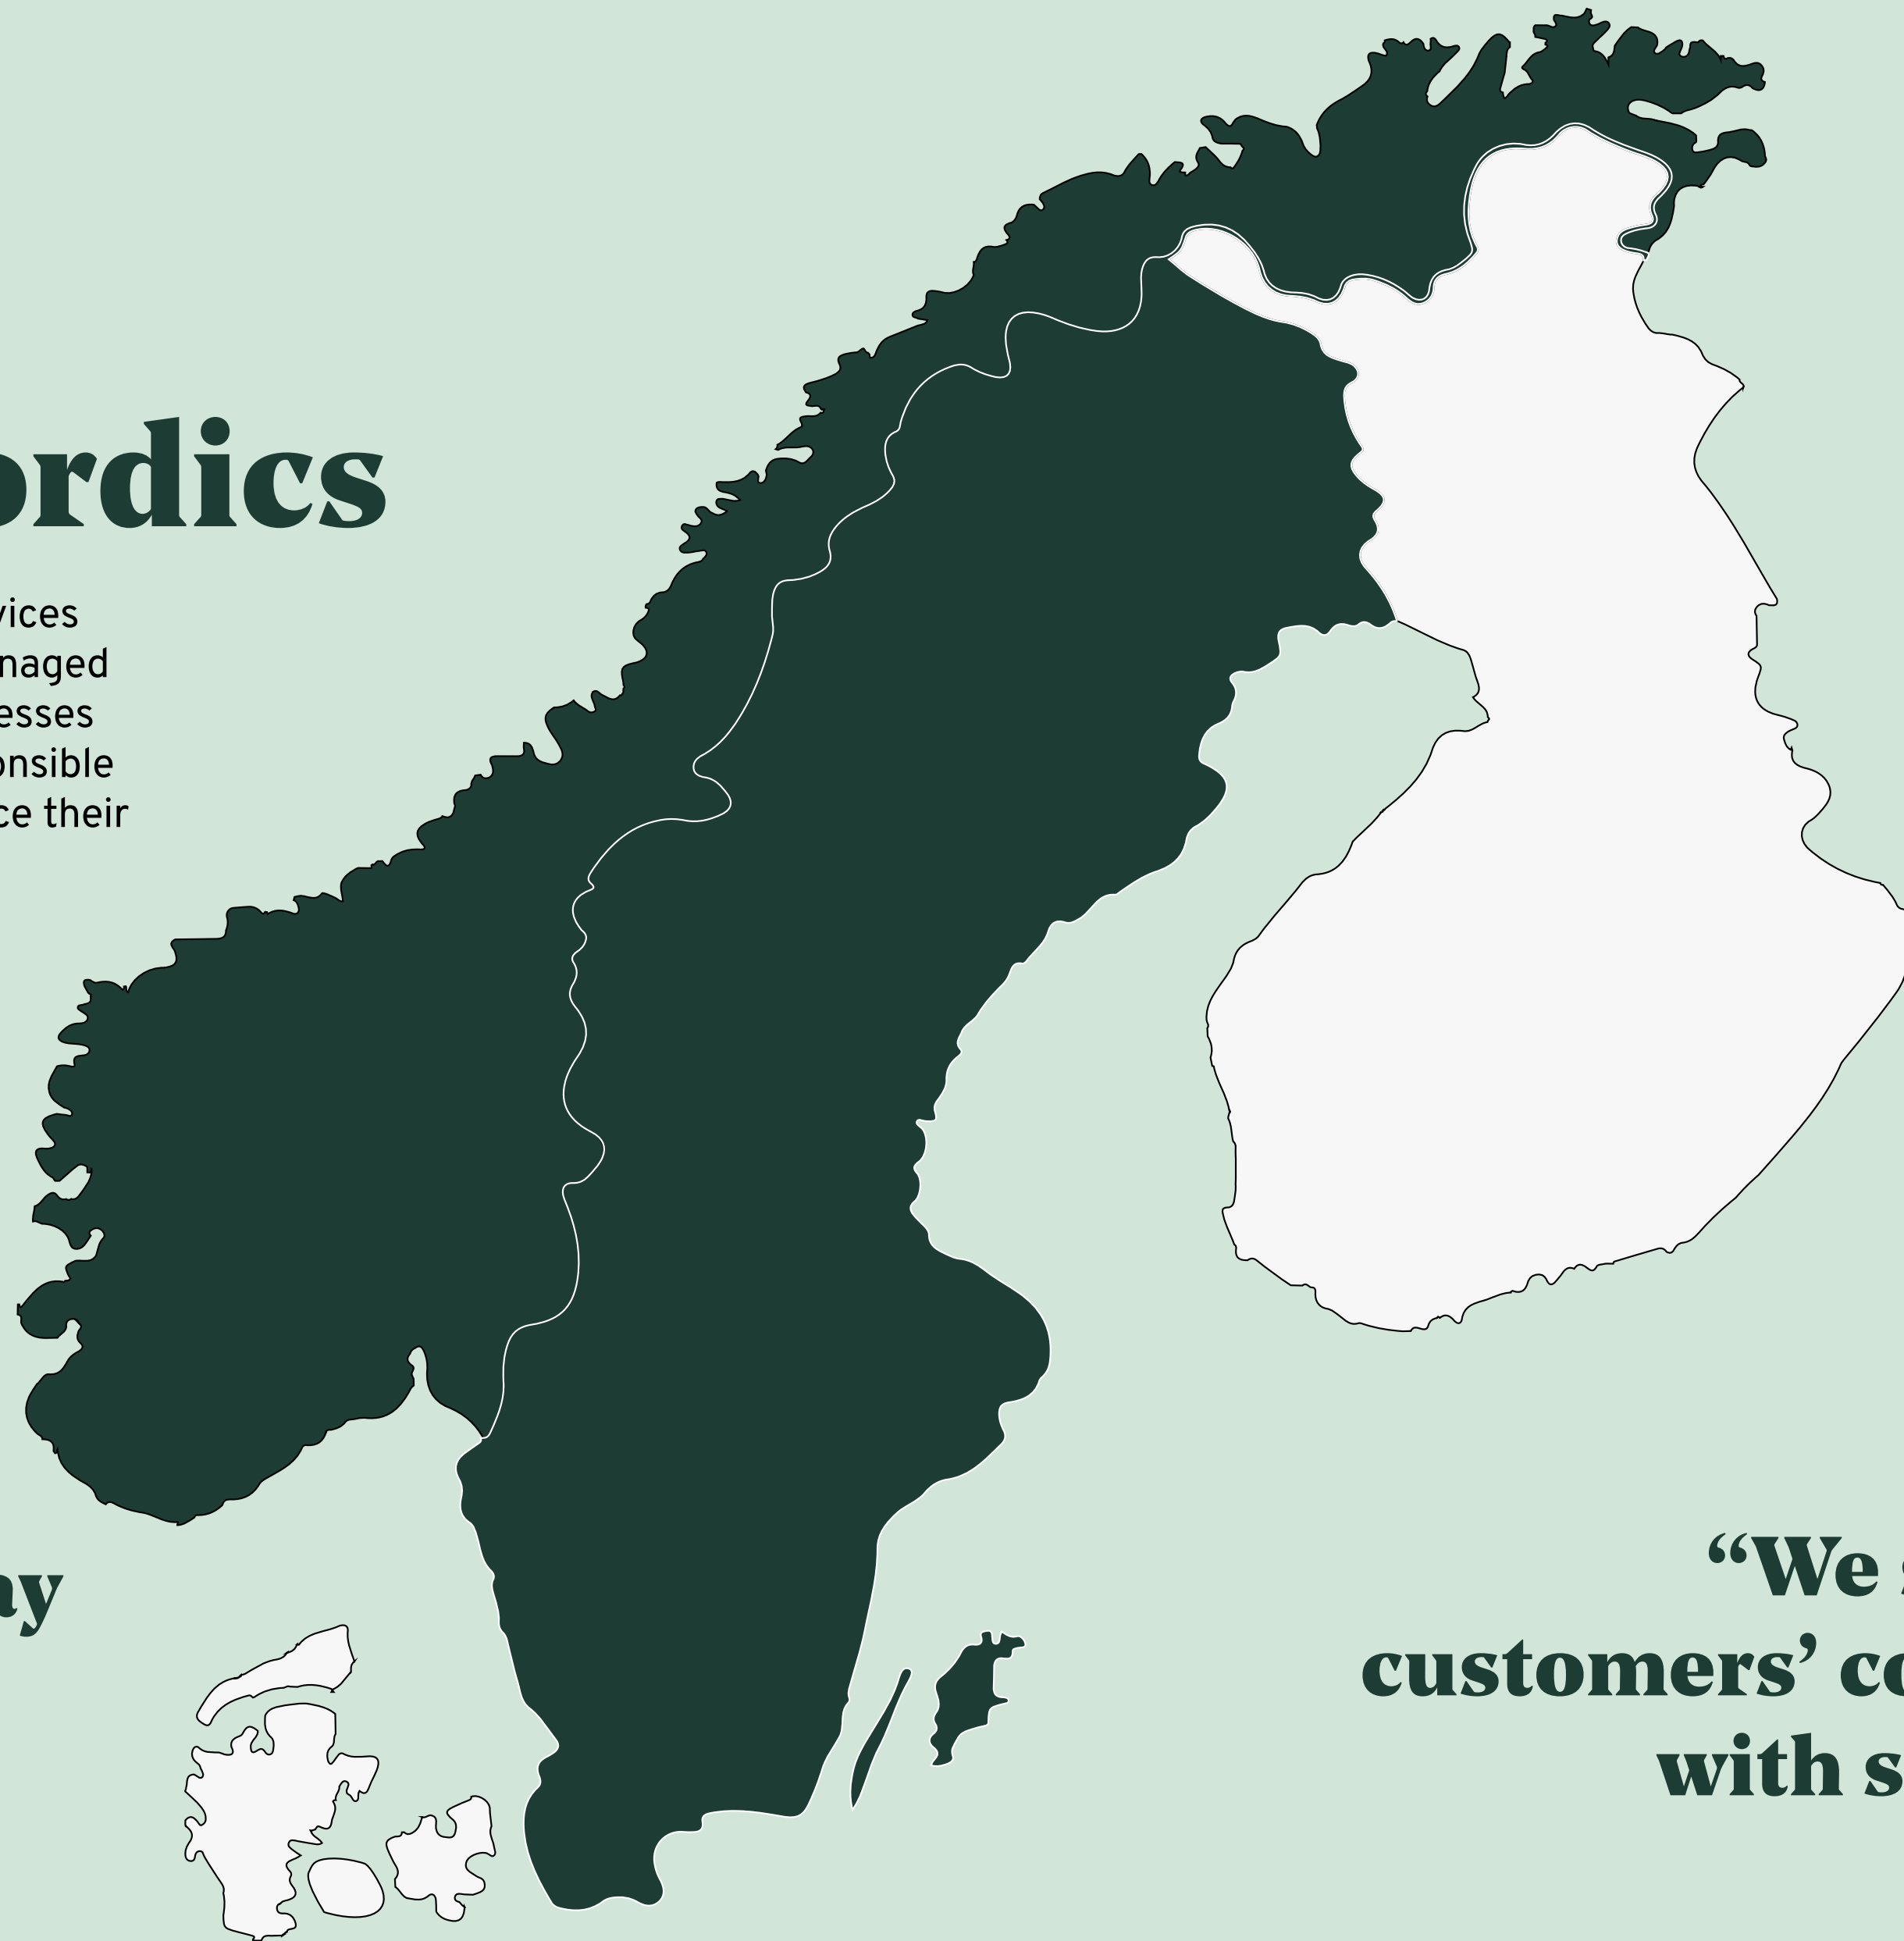 ordics
vices
naged
esses
onsible
ce their
ay
“We s
customers’ co
with s